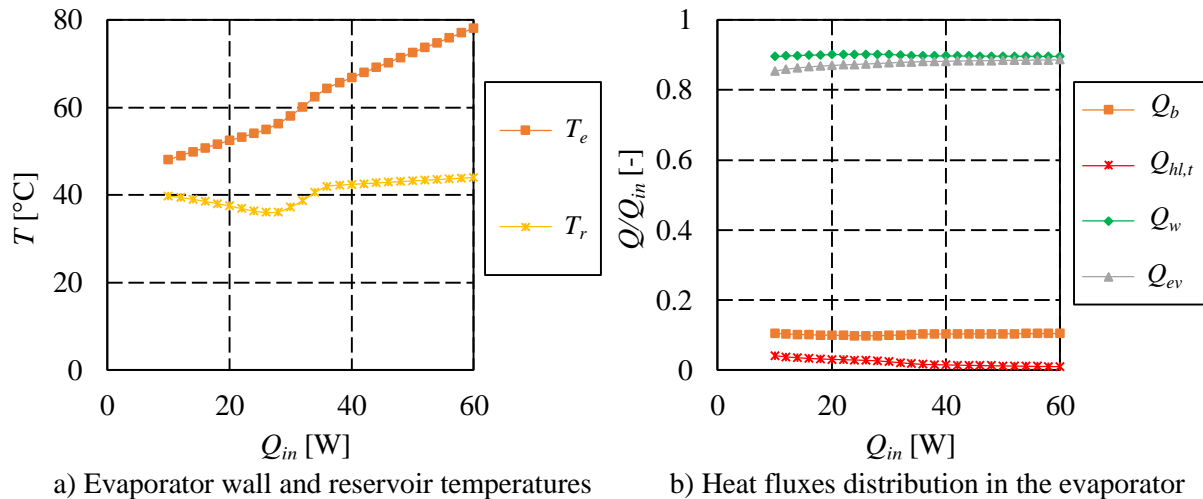 80
60
40
20
0
T [°C]
0 20 40 60
Q_in [W]
T_e
T_r
a) Evaporator wall and reservoir temperatures
1
0.8
0.6
0.4
0.2
0
Q/Q_in [-]
0 20 40 60
Q_in [W]
Q_b
Q_hl,t
Q_w
Q_ev
b) Heat fluxes distribution in the evaporator